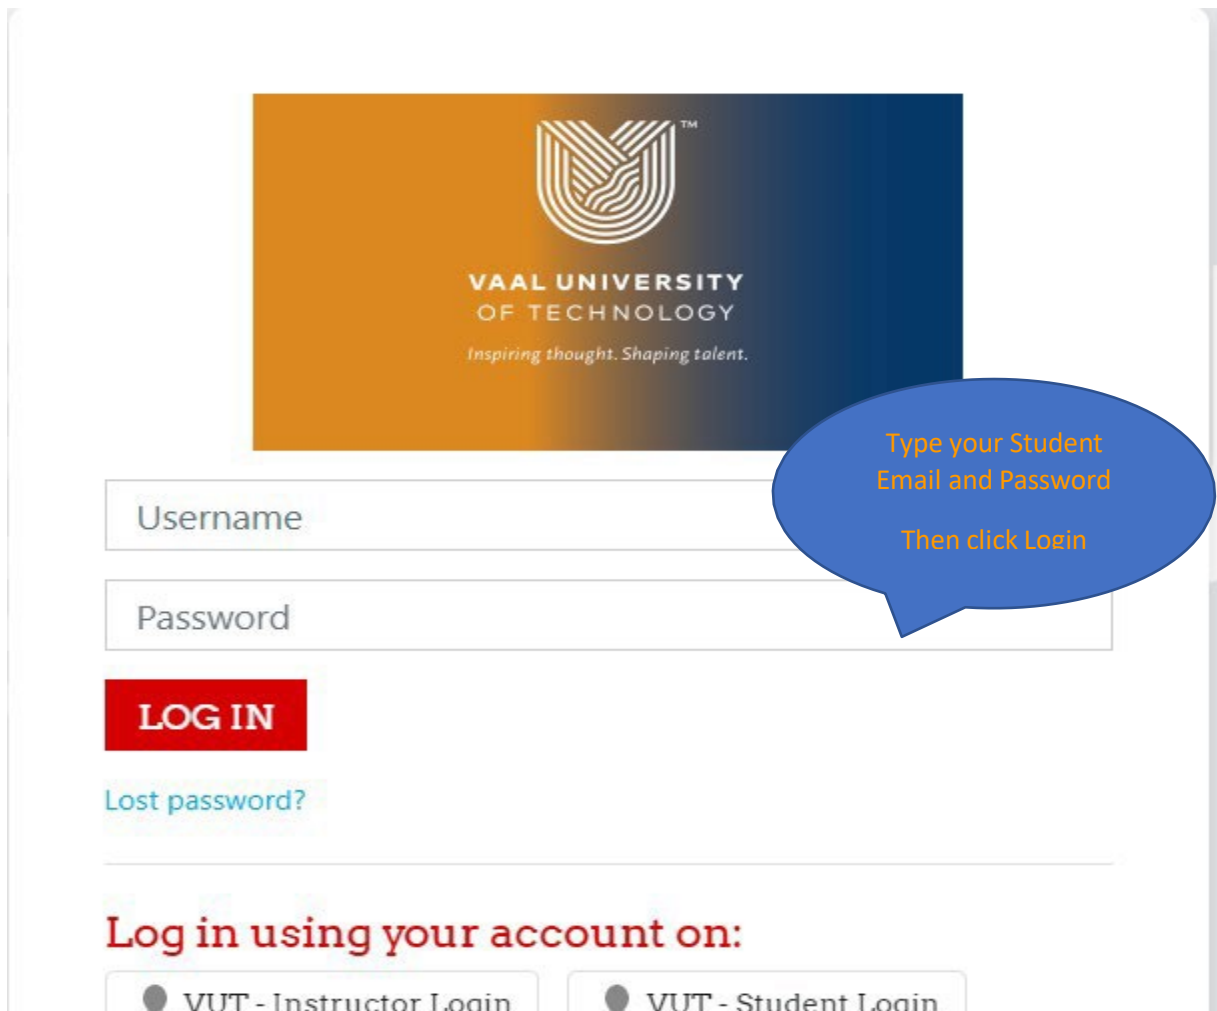 TM
VAAL UNIVERSITY
OF TECHNOLOGY
Inspiring thought. Shaping talent.
Type your Student
Email and Password
Then click Login
Username
Password
LOG IN
Lost password?
Log in using your account on:
VUT - Instructor Login
VUT - Student Login